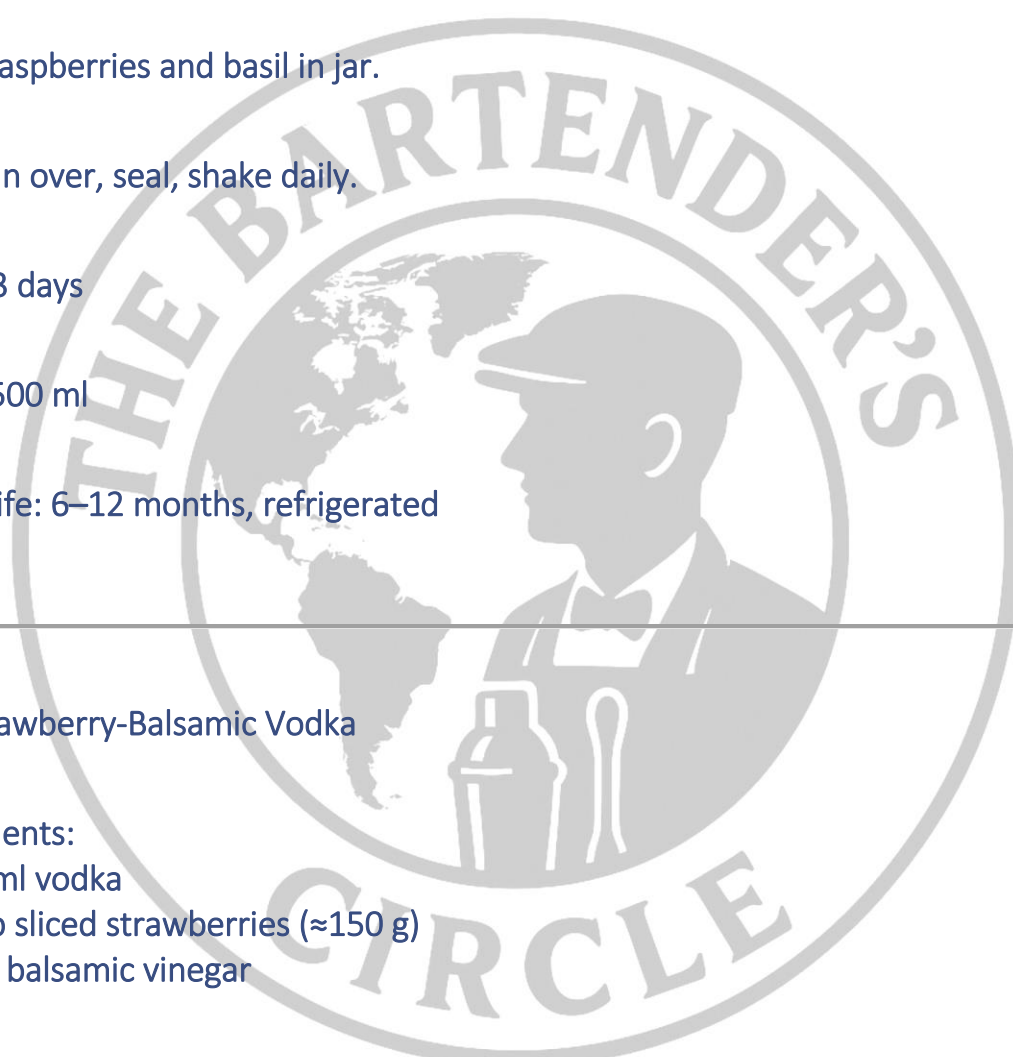 THE BARTENDER'S
aspberries and basil in jar.
n over, seal, shake daily.
days
500 ml
ife: 6–12 months, refrigerated
awberry-Balsamic Vodka
ents:
ml vodka
sliced strawberries (≈150 g)
balsamic vinegar
CIRCLE